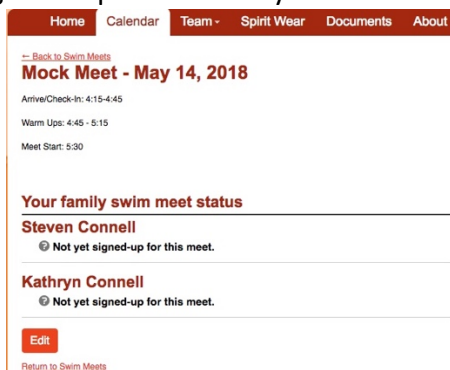 Home Calendar Team Spirit Wear Documents About
← Back to Swim Meets
Mock Meet - May 14, 2018
Arrive/Check-In: 4:15-4:45
Warm Ups: 4:45 - 5:15
Meet Start: 5:30
Your family swim meet status
Steven Connell
Not yet signed-up for this meet.
Kathryn Connell
Not yet signed-up for this meet.
Edit
Return to Swim Meets